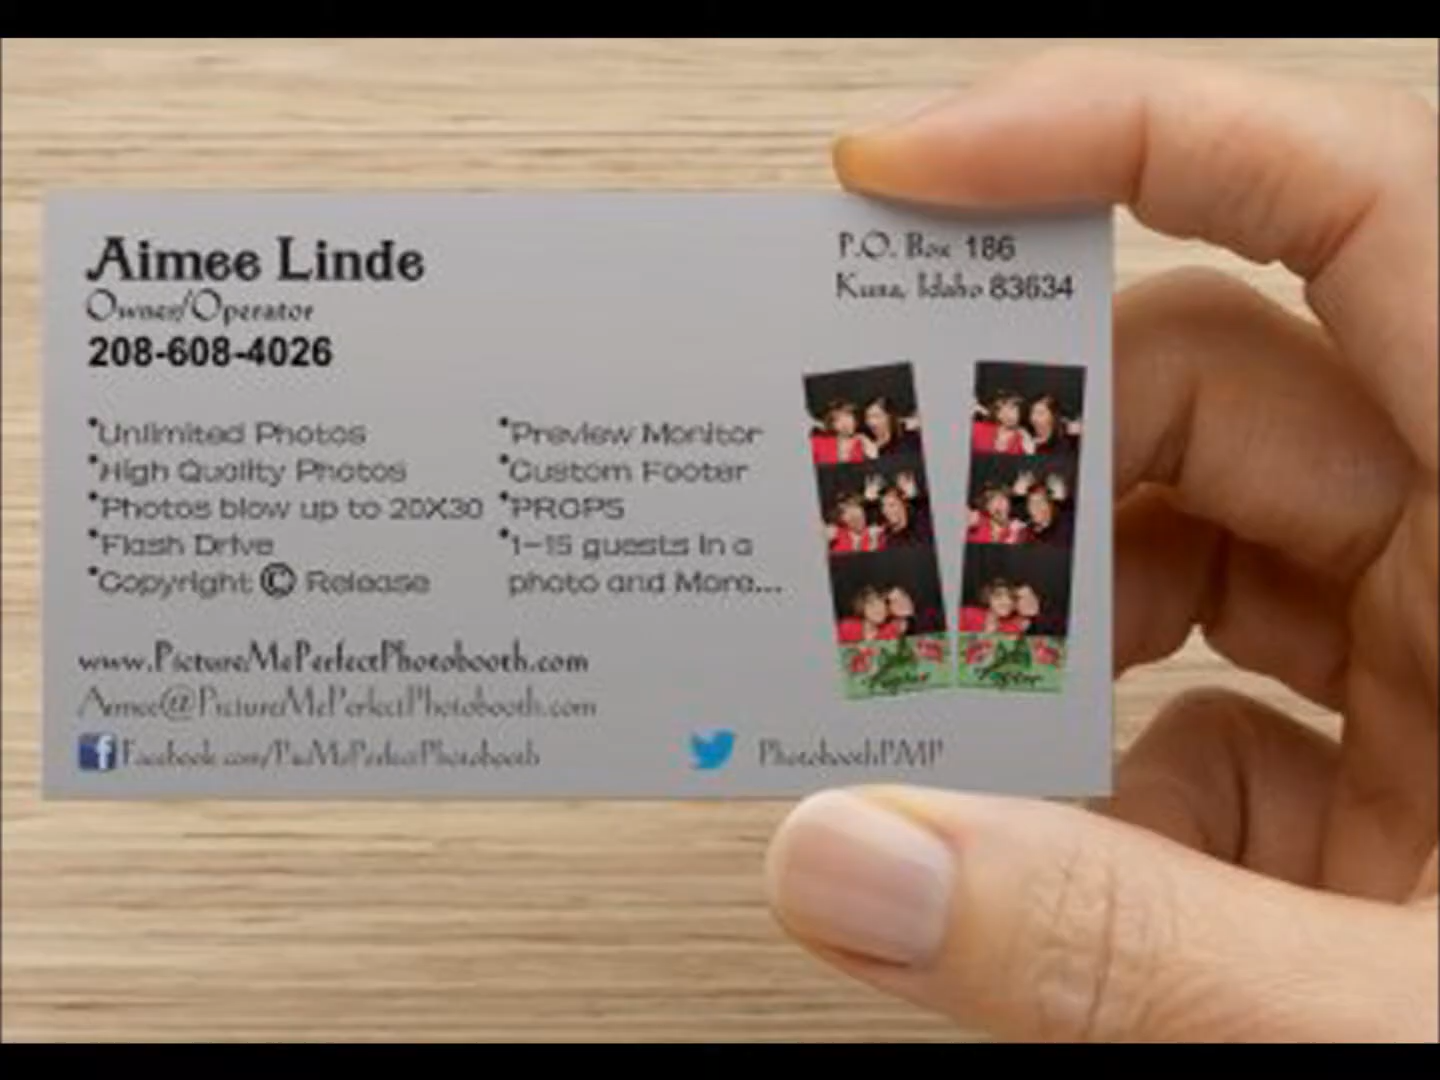 Aimee Linde
Owner/Operator
208-608-4026
P.O. Box 186
Kuna, Idaho 83634
*Unlimited Photos
*High Quality Photos
*Photos blow up to 20X30
*Flash Drive
*Copyright © Release
*Preview Monitor
*Custom Footer
*PROPS
*1-15 guests in a
photo and More...
www.PictureMePerfectPhotobooth.com
Aimee@PictureMePerfectPhotobooth.com
Facebook.com/PicMePerfectPhotobooth
PhotoboothPMP